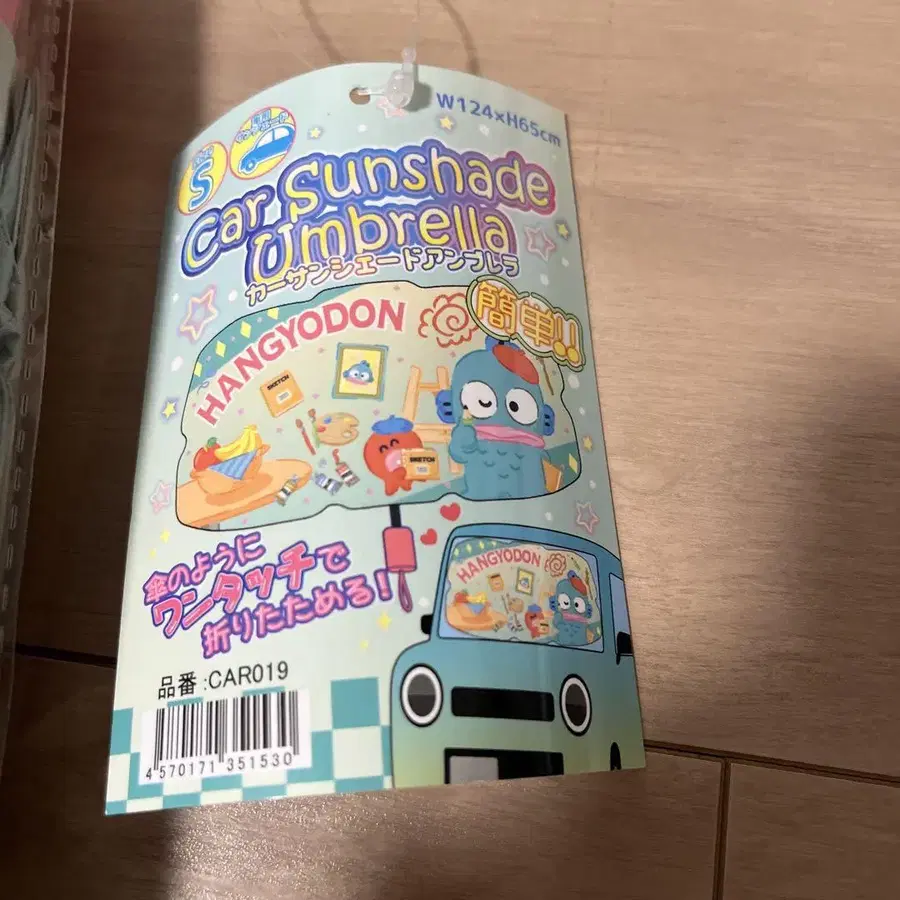 W124×H65cm
S
Car Sunshade
Umbrella
カーサンシェードアンブレラ
簡単!!
HANGYODON
SKETCH
SKETCH
傘のように
ワンタッチで
折りたためる!
HANGYODON
品番:CAR019
4 570171 351530